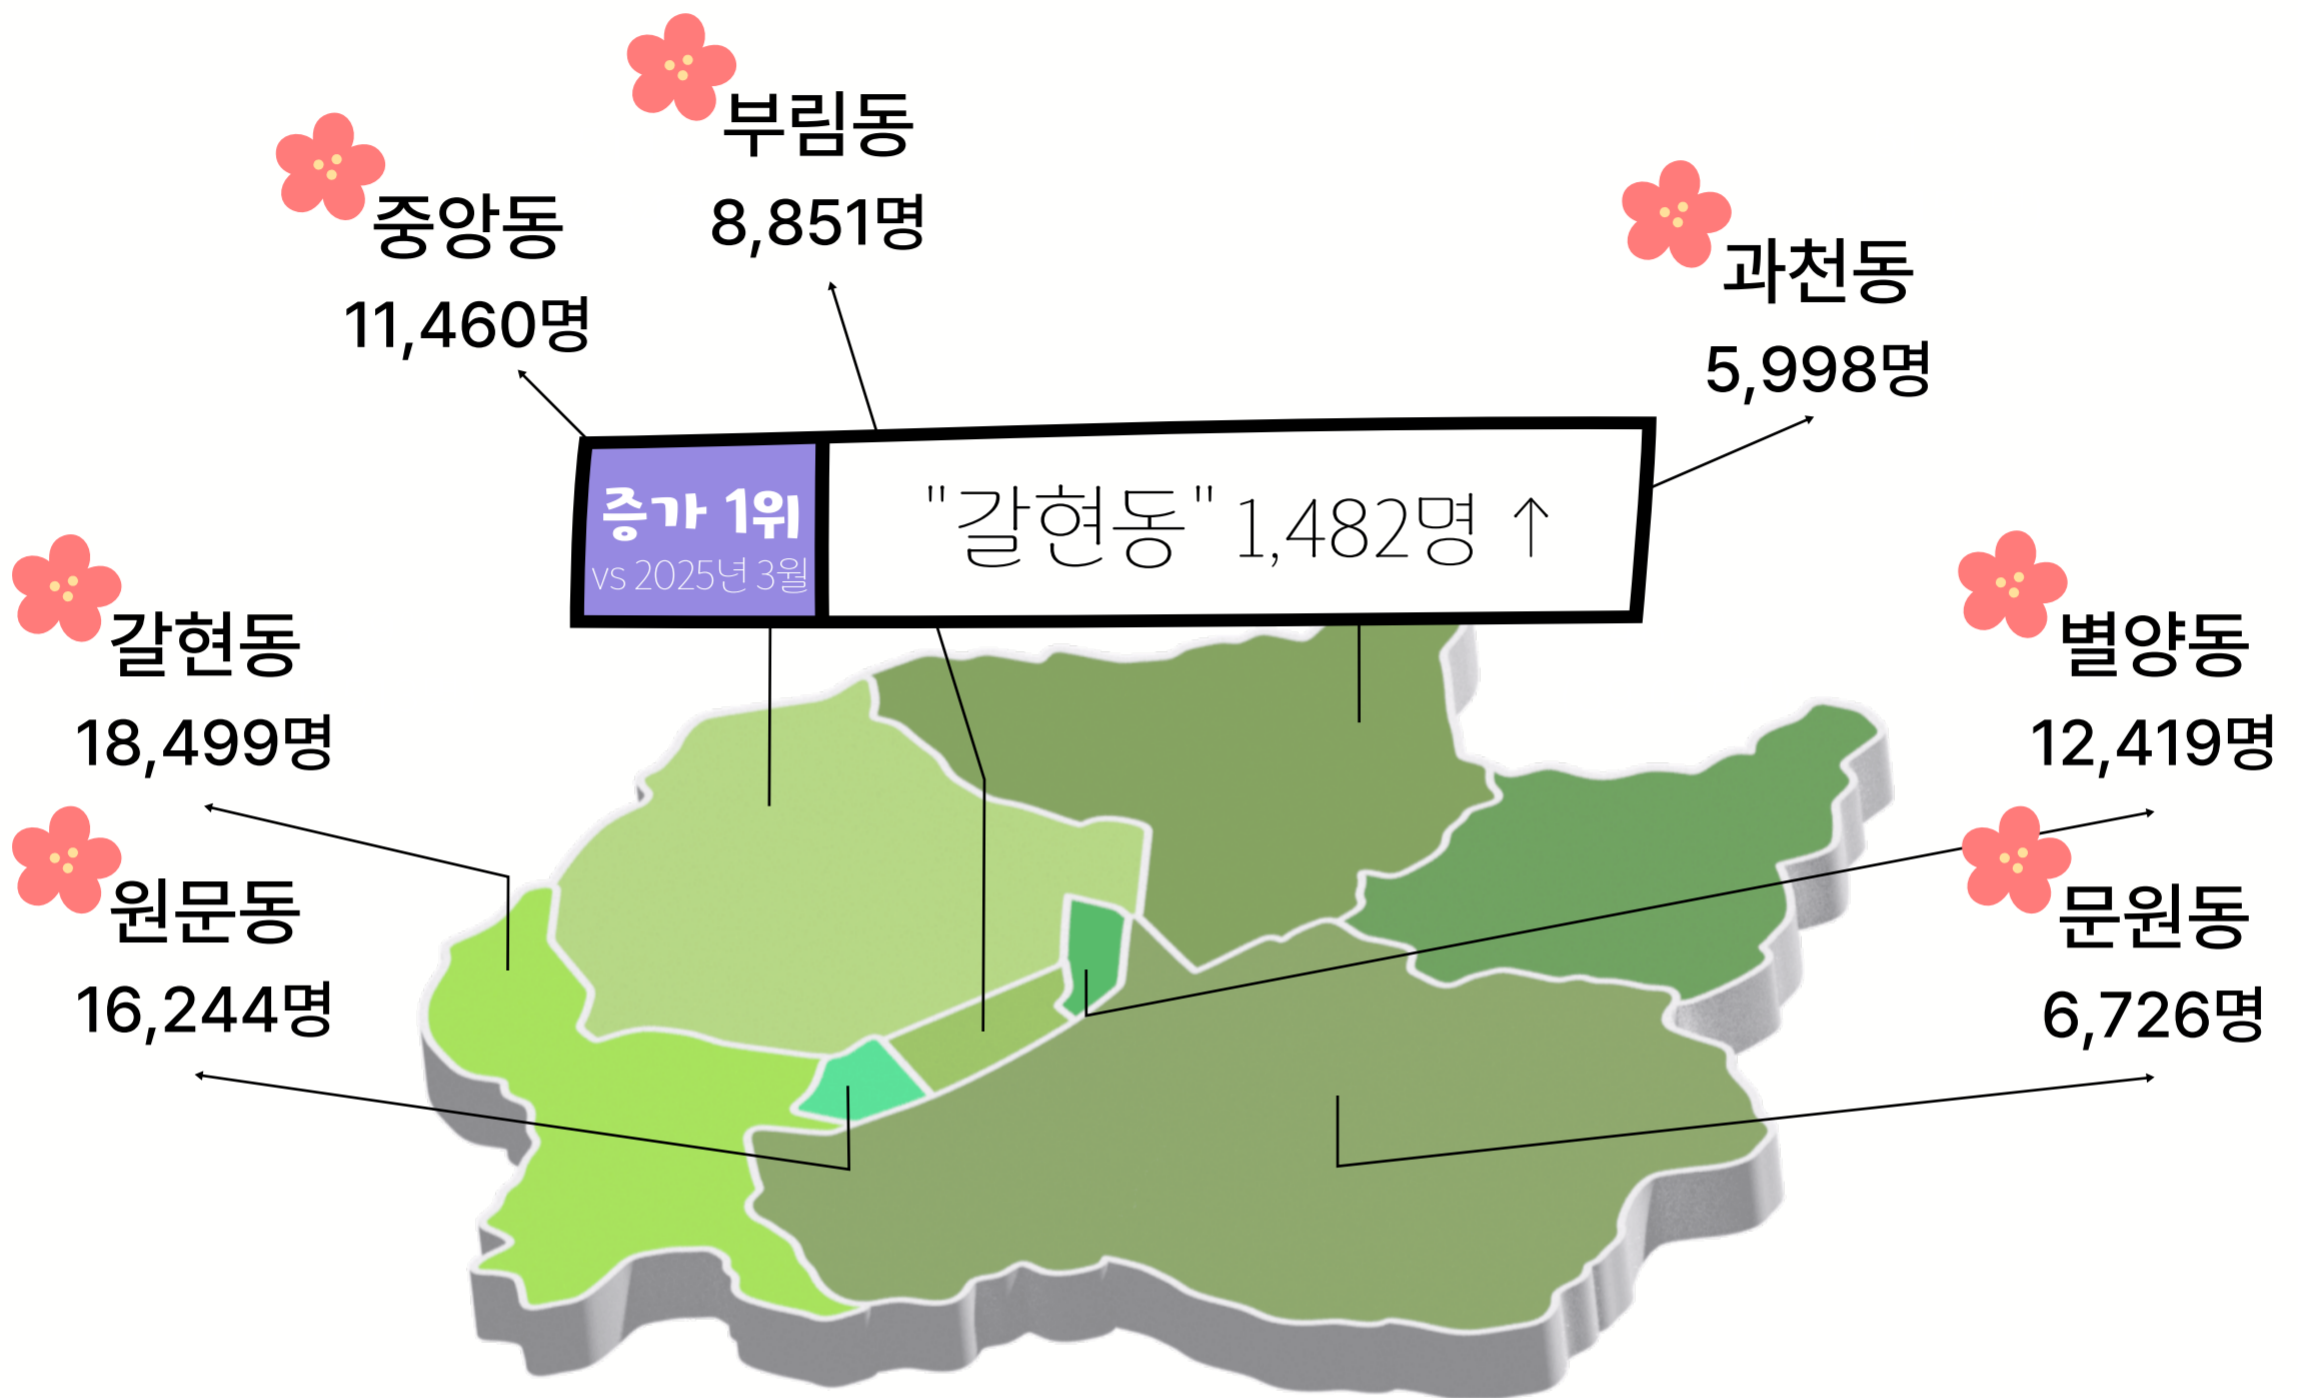 부림동
8,851명
중앙동
11,460명
과천동
5,998명
증가 1위
vs 2025년 3월
"갈현동" 1,482명 ↑
갈현동
18,499명
별양동
12,419명
원문동
16,244명
문원동
6,726명